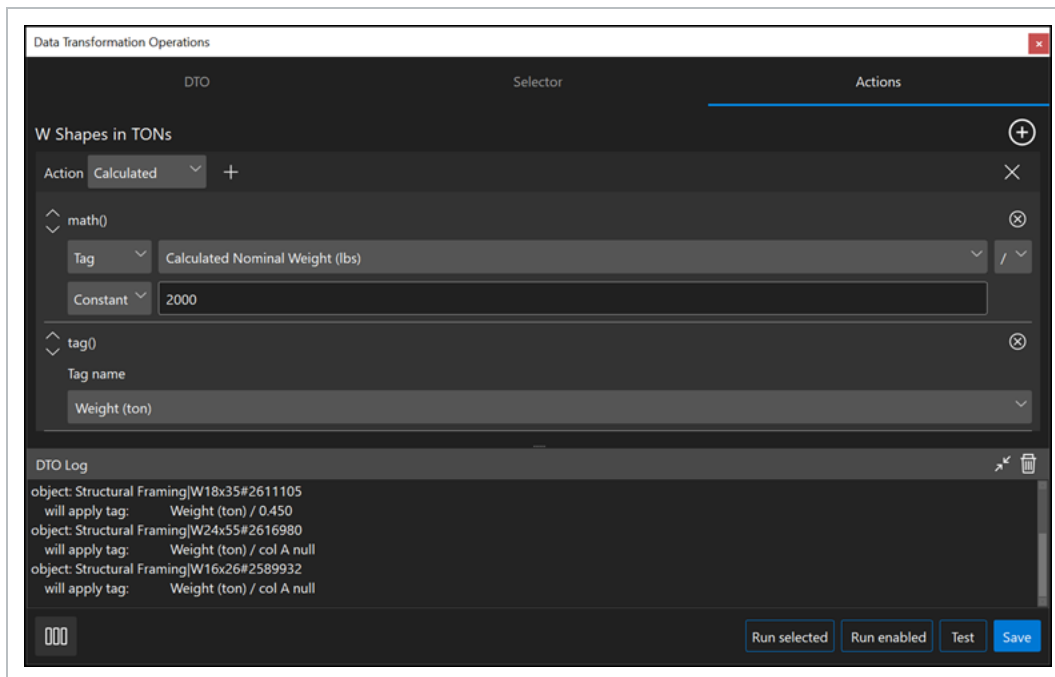 Data Transformation Operations
DTO Selector Actions
W Shapes in TONs
Action Calculated
math()
Tag Calculated Nominal Weight (lbs) /
Constant 2000
tag()
Tag name
Weight (ton)
DTO Log
object: Structural Framing|W18x35#2611105
will apply tag: Weight (ton) / 0.450
object: Structural Framing|W24x55#2616980
will apply tag: Weight (ton) / col A null
object: Structural Framing|W16x26#2589932
will apply tag: Weight (ton) / col A null
Run selected Run enabled Test Save